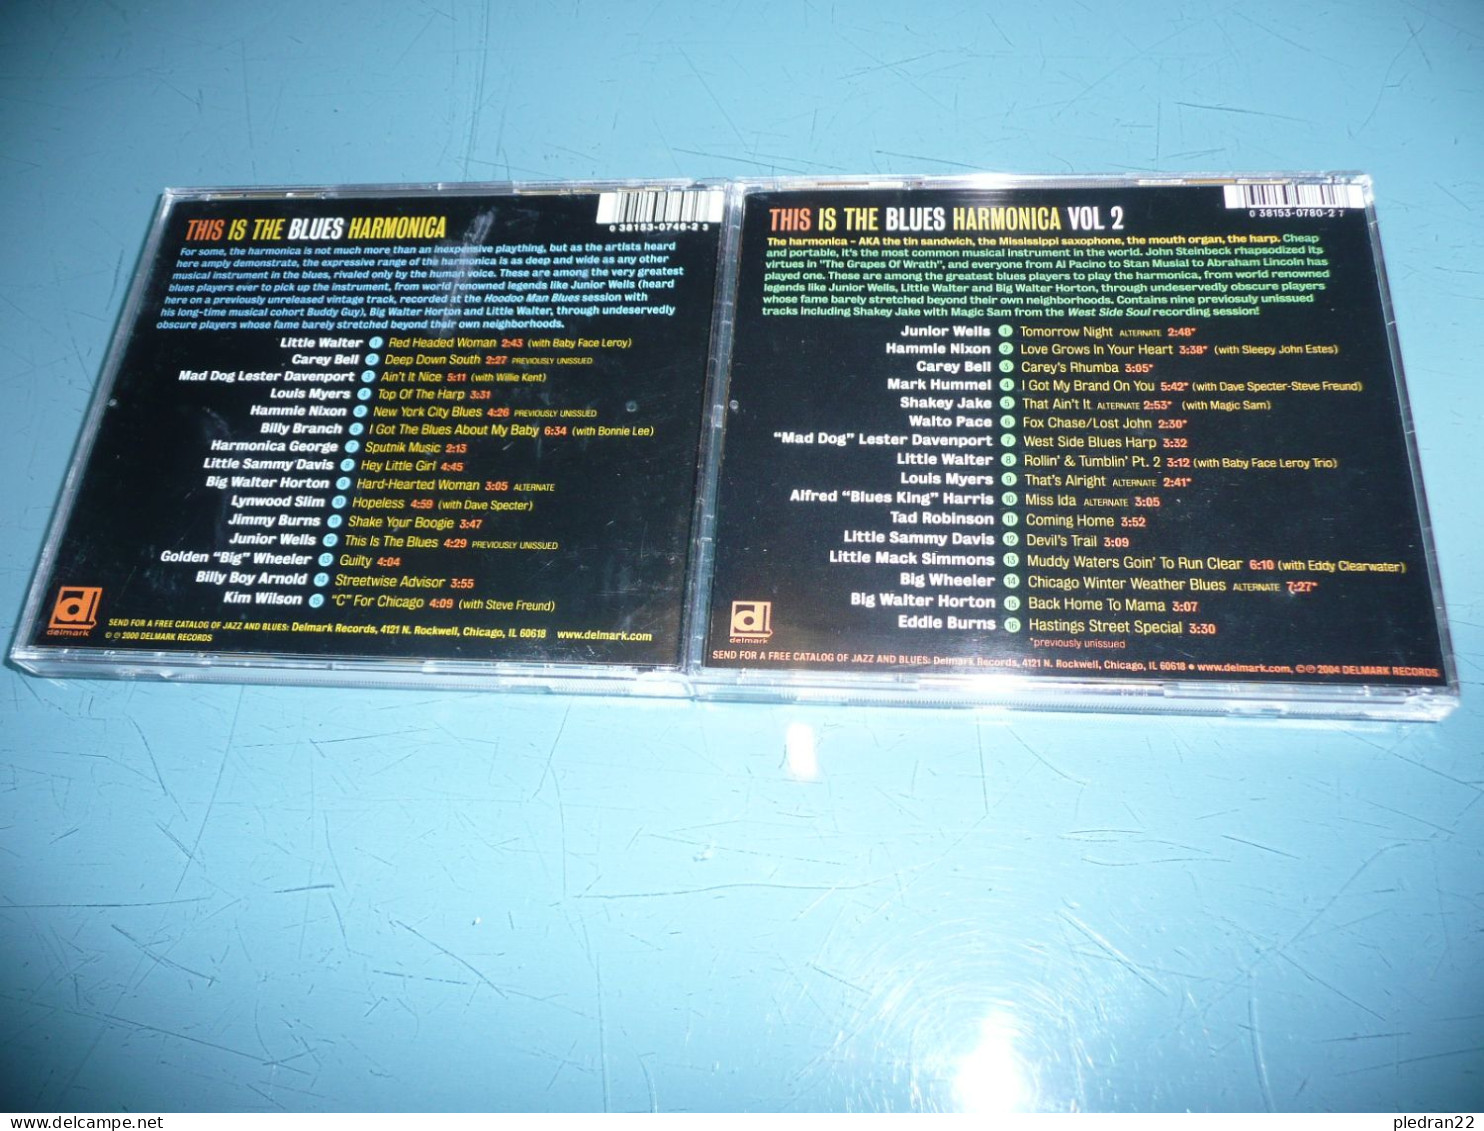 THIS IS THE BLUES HARMONICA
0 38153-0746-2 3
For some, the harmonica is not much more than an inexpensive plaything, but as the artists heard
here amply demonstrate, the expressive range of the harmonica is as deep and wide as any other
musical instrument in the blues, rivaled only by the human voice. These are among the very greatest
blues players ever to pick up the instrument, from world renowned legends like Junior Wells (heard
here on a previously unreleased vintage track, recorded at the Hoodoo Man Blues session with
his long-time musical cohort Buddy Guy), Big Walter Horton and Little Walter, through undeservedly
obscure players whose fame barely stretched beyond their own neighborhoods.
Little Walter 1 Red Headed Woman 2:43 (with Baby Face Leroy)
Carey Bell 2 Deep Down South 2:27 PREVIOUSLY UNISSUED
Mad Dog Lester Davenport 3 Ain't It Nice 5:11 (with Willie Kent)
Louis Myers 4 Top Of The Harp 3:31
Hammie Nixon 5 New York City Blues 4:26 PREVIOUSLY UNISSUED
Billy Branch 6 I Got The Blues About My Baby 6:34 (with Bonnie Lee)
Harmonica George 7 Sputnik Music 2:13
Little Sammy Davis 8 Hey Little Girl 4:45
Big Walter Horton 9 Hard-Hearted Woman 3:05 ALTERNATE
Lynwood Slim 10 Hopeless 4:59 (with Dave Specter)
Jimmy Burns 11 Shake Your Boogie 3:47
Junior Wells 12 This Is The Blues 4:29 PREVIOUSLY UNISSUED
Golden "Big" Wheeler 13 Guilty 4:04
Billy Boy Arnold 14 Streetwise Advisor 3:55
Kim Wilson 15 "C" For Chicago 4:09 (with Steve Freund)
d
delmark
SEND FOR A FREE CATALOG OF JAZZ AND BLUES: Delmark Records, 4121 N. Rockwell, Chicago, IL 60618 www.delmark.com
© ℗ 2000 DELMARK RECORDS
THIS IS THE BLUES HARMONICA VOL 2
0 38153-0780-2 7
The harmonica – AKA the tin sandwich, the Mississippi saxophone, the mouth organ, the harp. Cheap
and portable, it's the most common musical instrument in the world. John Steinbeck rhapsodized its
virtues in "The Grapes Of Wrath", and everyone from Al Pacino to Stan Musial to Abraham Lincoln has
played one. These are among the greatest blues players to play the harmonica, from world renowned
legends like Junior Wells, Little Walter and Big Walter Horton, through undeservedly obscure players
whose fame barely stretched beyond their own neighborhoods. Contains nine previosuly unissued
tracks including Shakey Jake with Magic Sam from the West Side Soul recording session!
Junior Wells 1 Tomorrow Night ALTERNATE 2:48*
Hammie Nixon 2 Love Grows In Your Heart 3:38* (with Sleepy John Estes)
Carey Bell 3 Carey's Rhumba 3:05*
Mark Hummel 4 I Got My Brand On You 5:42* (with Dave Specter-Steve Freund)
Shakey Jake 5 That Ain't It ALTERNATE 2:53* (with Magic Sam)
Walto Pace 6 Fox Chase/Lost John 2:30*
"Mad Dog" Lester Davenport 7 West Side Blues Harp 3:32
Little Walter 8 Rollin' & Tumblin' Pt. 2 3:12 (with Baby Face Leroy Trio)
Louis Myers 9 That's Alright ALTERNATE 2:41*
Alfred "Blues King" Harris 10 Miss Ida ALTERNATE 3:05
Tad Robinson 11 Coming Home 3:52
Little Sammy Davis 12 Devil's Trail 3:09
Little Mack Simmons 13 Muddy Waters Goin' To Run Clear 6:10 (with Eddy Clearwater)
Big Wheeler 14 Chicago Winter Weather Blues ALTERNATE 7:27*
Big Walter Horton 15 Back Home To Mama 3:07
Eddie Burns 16 Hastings Street Special 3:30
*previously unissued
d
delmark
SEND FOR A FREE CATALOG OF JAZZ AND BLUES: Delmark Records, 4121 N. Rockwell, Chicago, IL 60618 • www.delmark.com, ©℗ 2004 DELMARK RECORDS
pledran22